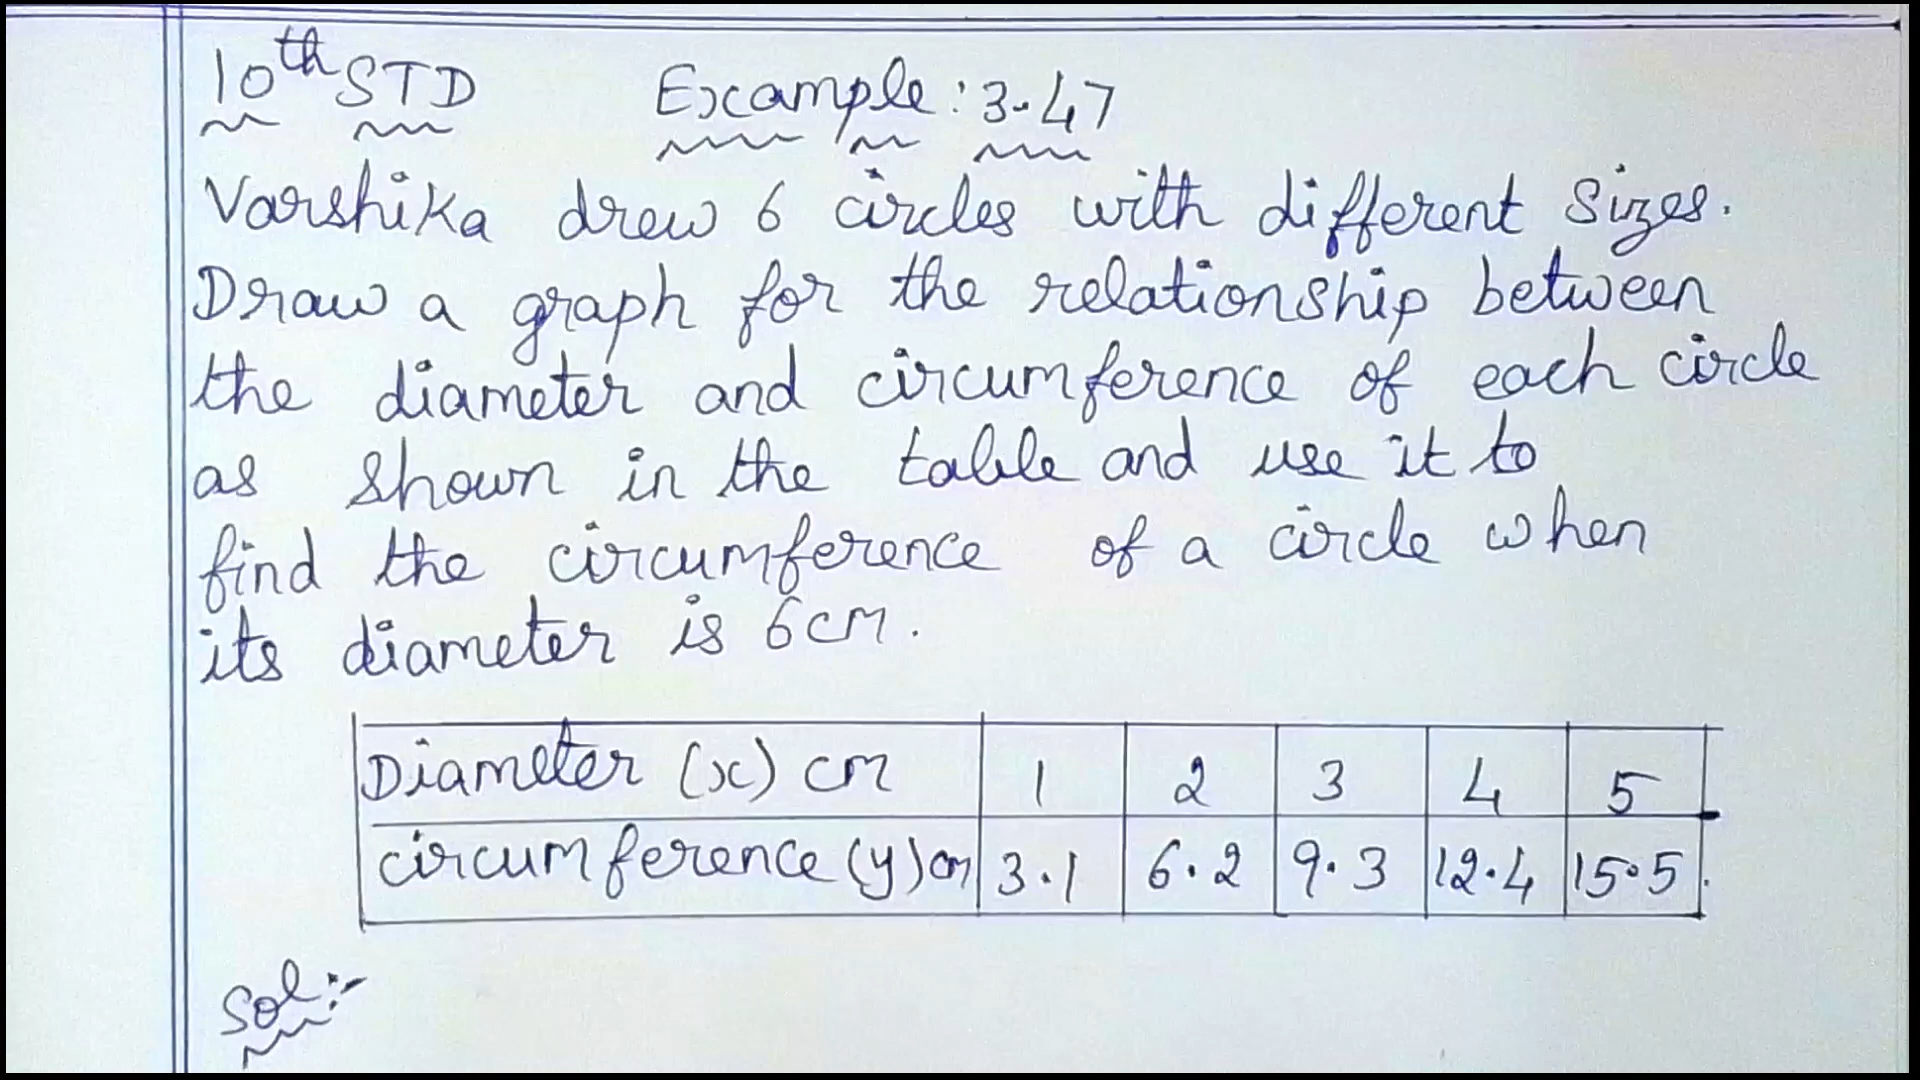 10th STD Example: 3.47
Varshika drew 6 circles with different sizes.
Draw a graph for the relationship between
the diameter and circumference of each circle
as shown in the table and use it to
find the circumference of a circle when
its diameter is 6cm.
Diameter (x) cm 1 2 3 4 5
circumference (y) cm 3.1 6.2 9.3 12.4 15.5.
Sol:-